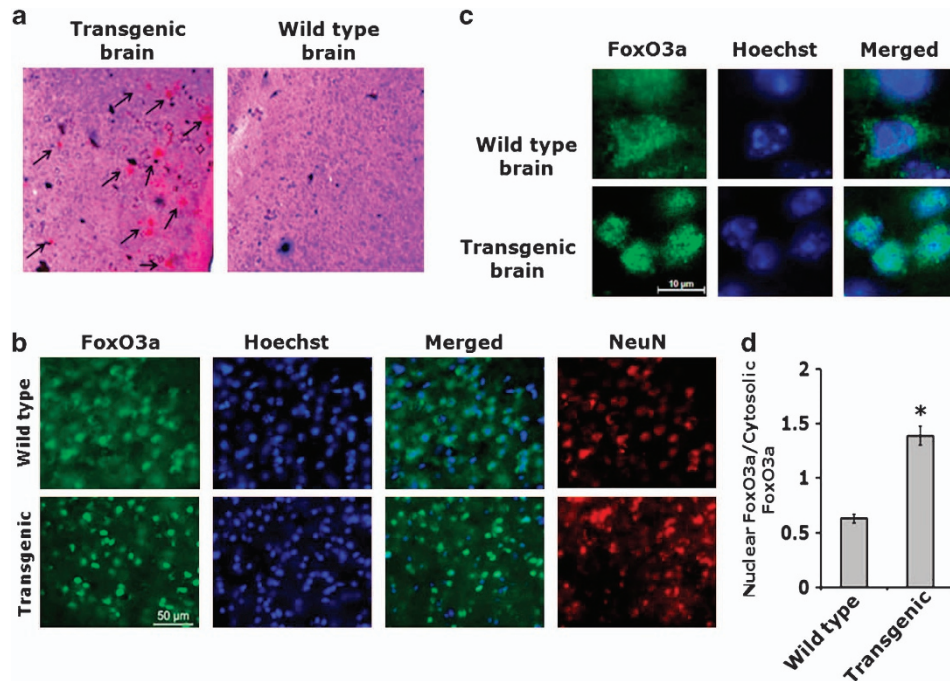 a
Transgenic
brain
Wild type
brain
b
FoxO3a
Hoechst
Merged
NeuN
Wild type
Transgenic
50 µm
c
FoxO3a
Hoechst
Merged
Wild type
brain
Transgenic
brain
10 µm
d
Nuclear FoxO3a/Cytosolic
FoxO3a
2
1.5
1
0.5
0
*
Wild type
Transgenic